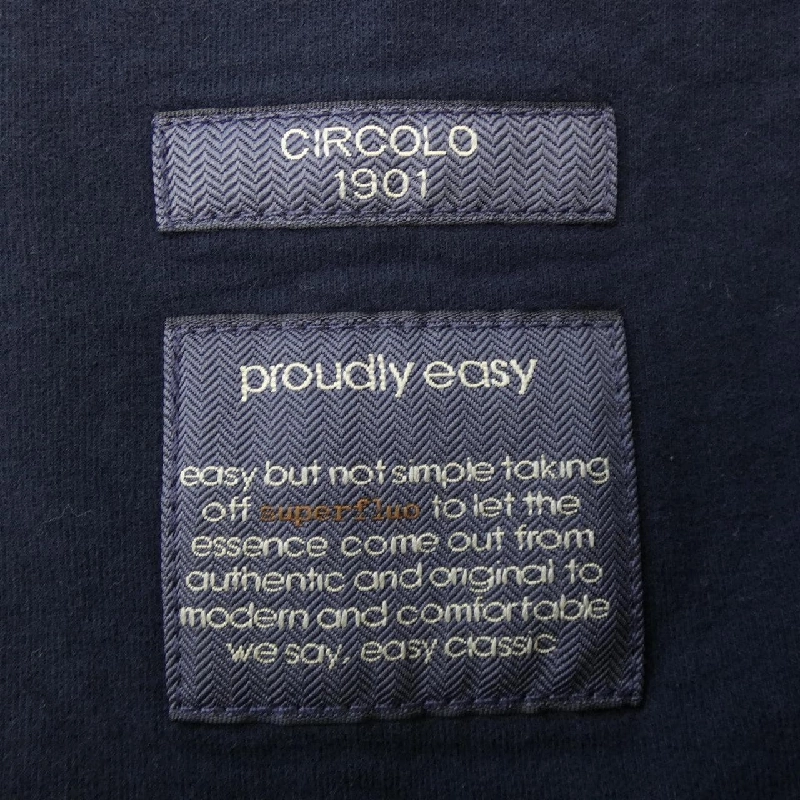 CIRCOLO
1901
proudly easy
easy but not simple taking
off superfluo to let the
essence come out from
authentic and original to
modern and comfortable
we say, easy classic